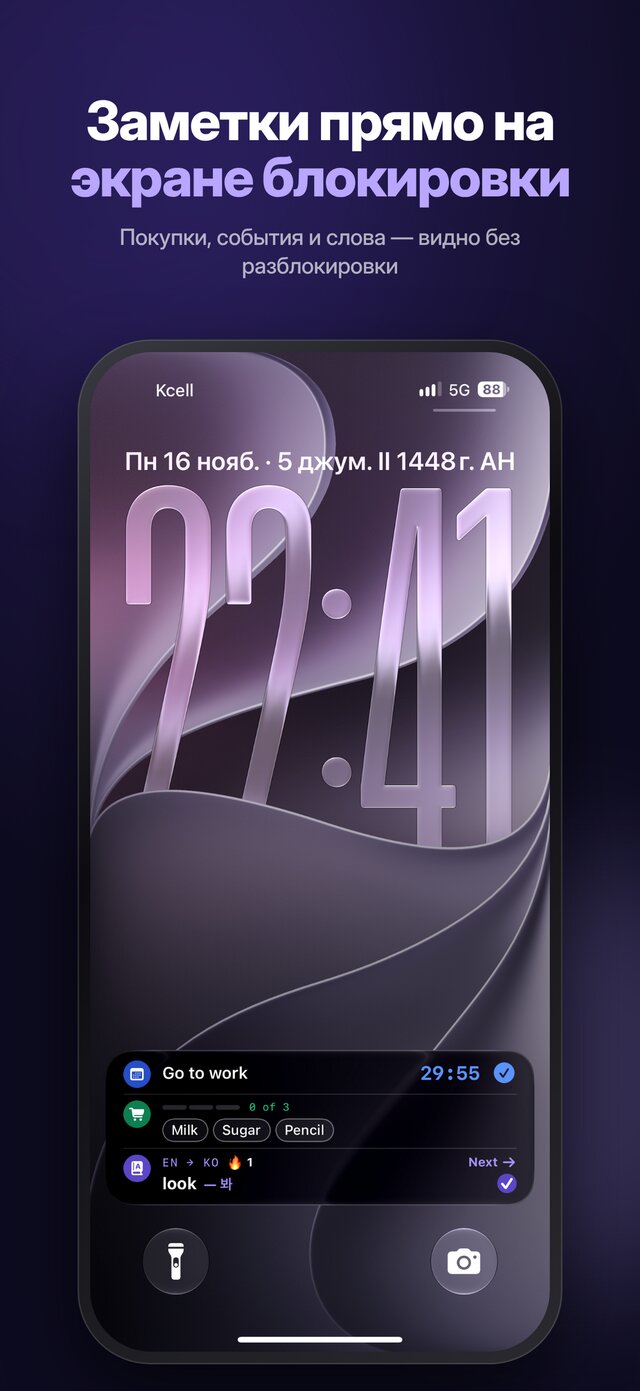 Заметки прямо на
экране блокировки
Покупки, события и слова — видно без
разблокировки
Kcell 5G 88
Пн 16 нояб. · 5 джум. II 1448 г. AH
22:41
Go to work 29:55
0 of 3
Milk Sugar Pencil
EN → KO 🔥 1 Next →
look — 봐